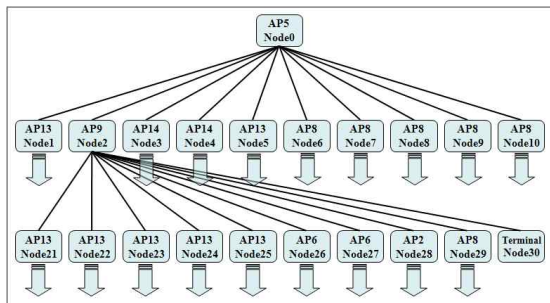 AP5
Node0
AP13
Node1
AP9
Node2
AP14
Node3
AP14
Node4
AP13
Node5
AP8
Node6
AP8
Node7
AP8
Node8
AP8
Node9
AP8
Node10
AP13
Node21
AP13
Node22
AP13
Node23
AP13
Node24
AP13
Node25
AP6
Node26
AP6
Node27
AP2
Node28
AP8
Node29
Terminal
Node30